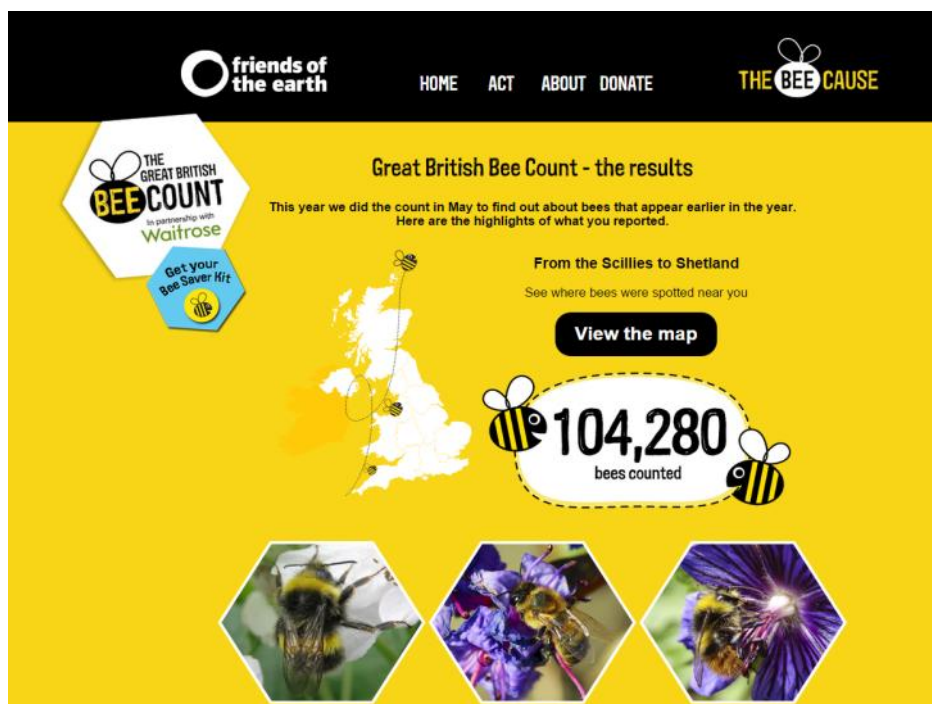 friends of
the earth
HOME ACT ABOUT DONATE
THE BEE CAUSE
THE
GREAT BRITISH
BEE COUNT
In partnership with
Waitrose
Get your
Bee Saver Kit
Great British Bee Count - the results
This year we did the count in May to find out about bees that appear earlier in the year.
Here are the highlights of what you reported.
From the Scillies to Shetland
See where bees were spotted near you
View the map
104,280
bees counted